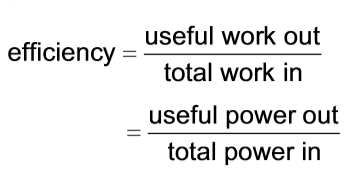 efficiency = useful work out / total work in
= useful power out / total power in